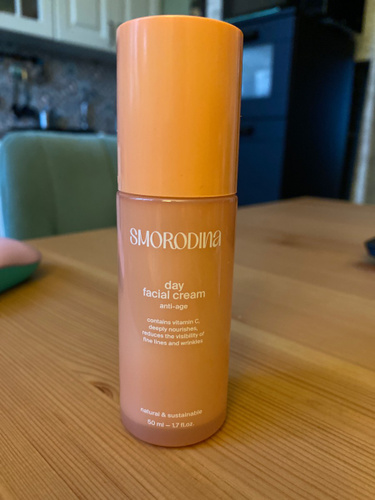 SMORODINA
day
facial cream
anti-age
contains vitamin C,
deeply nourishes,
reduces the visibility of
fine lines and wrinkles
natural & sustainable
50 ml – 1.7 fl.oz